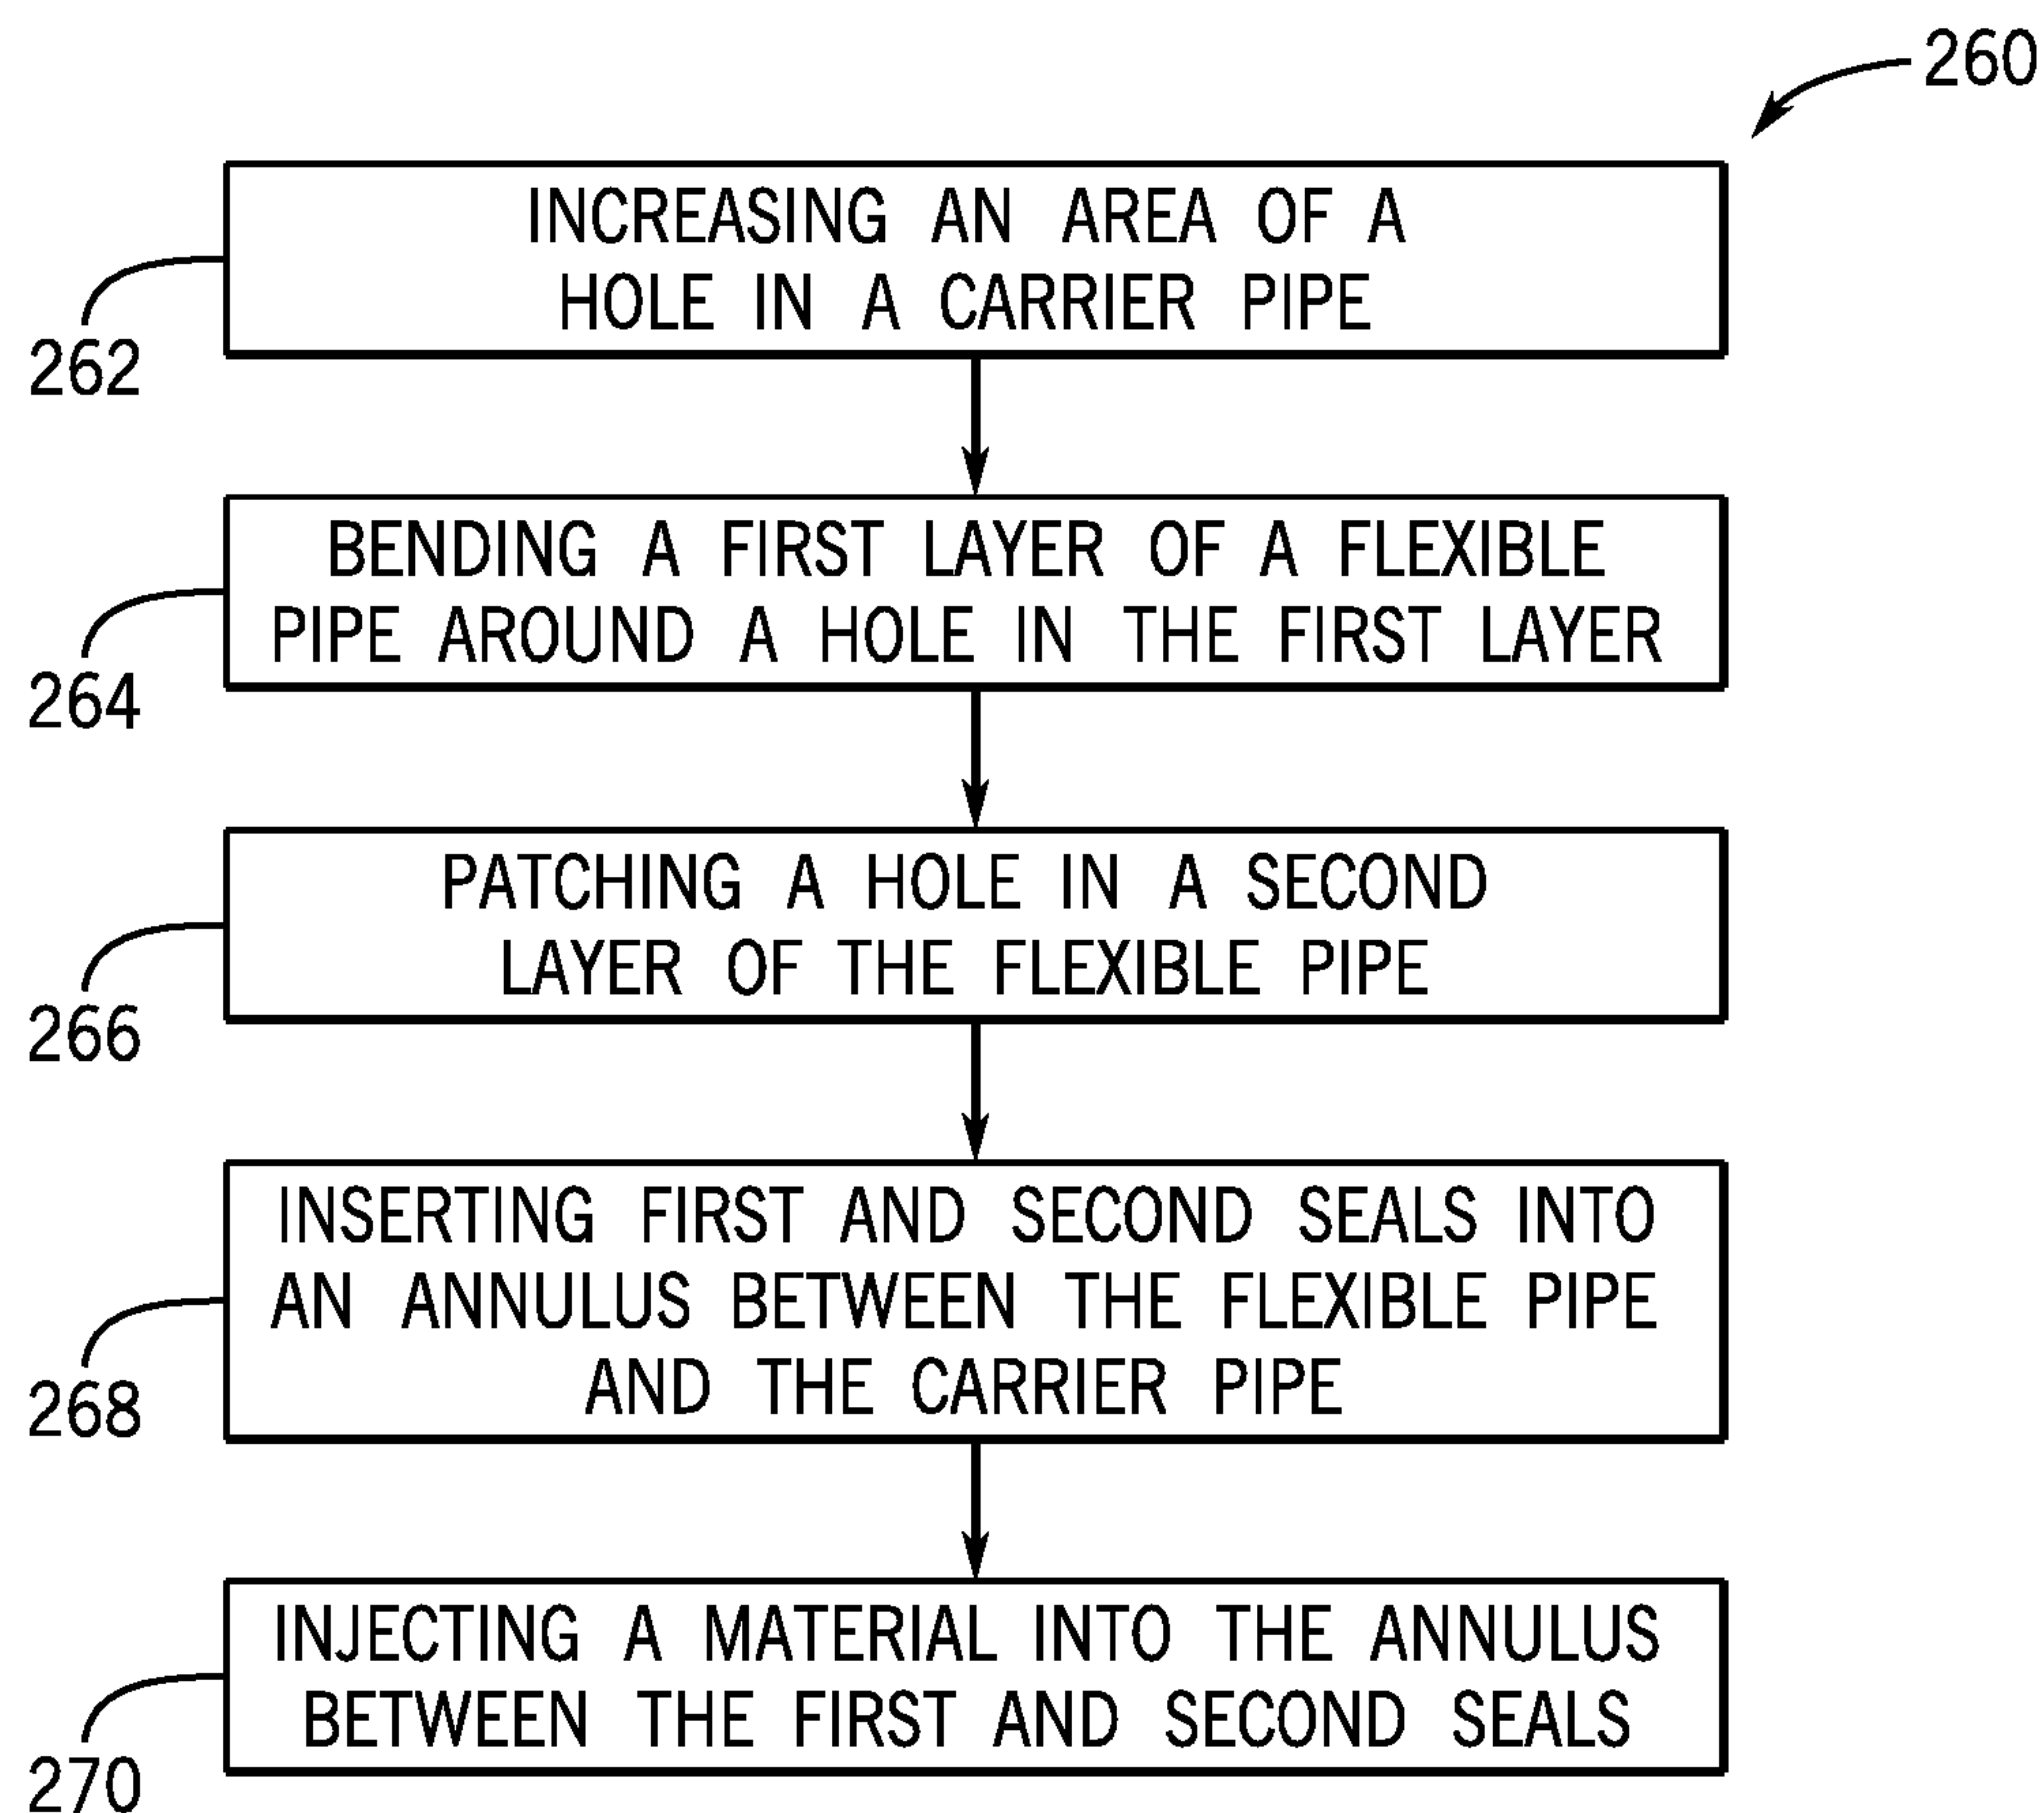 260
INCREASING AN AREA OF A
HOLE IN A CARRIER PIPE
262
BENDING A FIRST LAYER OF A FLEXIBLE
PIPE AROUND A HOLE IN THE FIRST LAYER
264
PATCHING A HOLE IN A SECOND
LAYER OF THE FLEXIBLE PIPE
266
INSERTING FIRST AND SECOND SEALS INTO
AN ANNULUS BETWEEN THE FLEXIBLE PIPE
AND THE CARRIER PIPE
268
INJECTING A MATERIAL INTO THE ANNULUS
BETWEEN THE FIRST AND SECOND SEALS
270